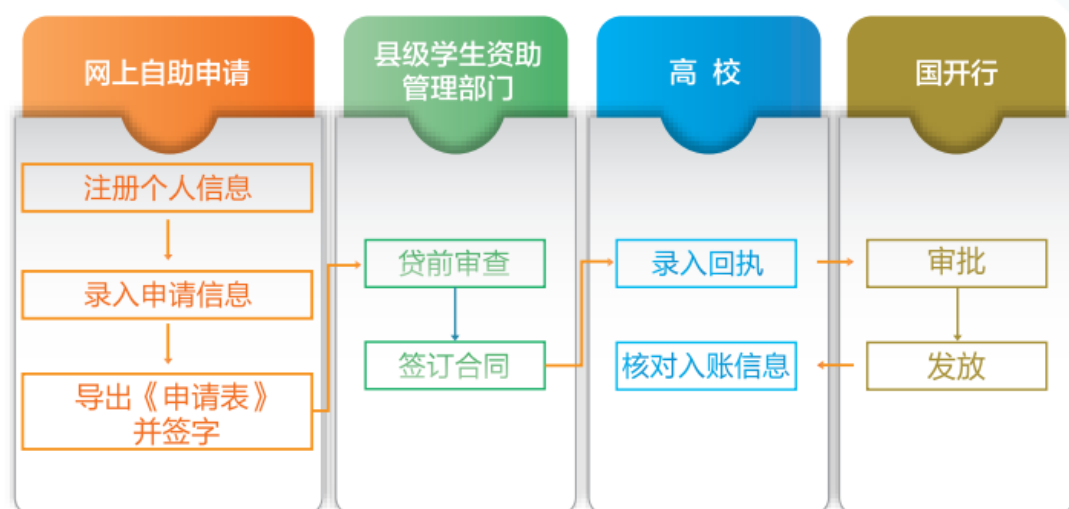 网上自助申请
县级学生资助
管理部门
高 校
国开行
注册个人信息
录入申请信息
导出《申请表》
并签字
贷前审查
签订合同
录入回执
核对入账信息
审批
发放